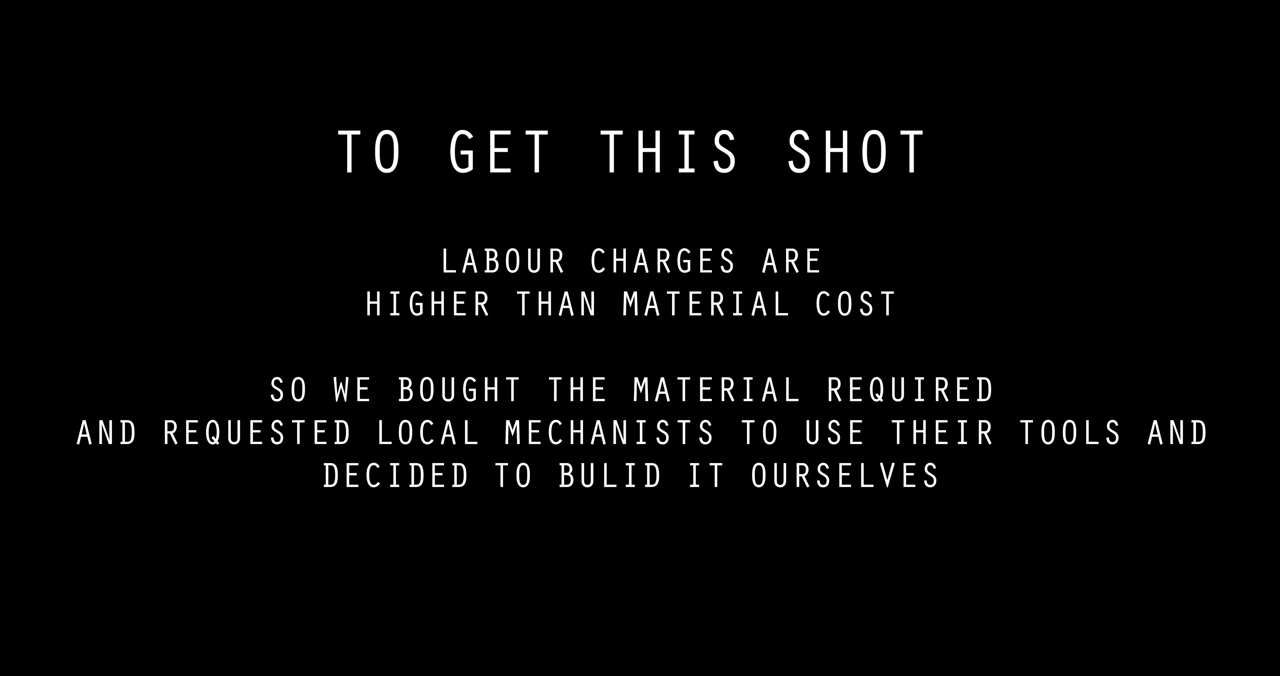 TO GET THIS SHOT
LABOUR CHARGES ARE
HIGHER THAN MATERIAL COST
SO WE BOUGHT THE MATERIAL REQUIRED
AND REQUESTED LOCAL MECHANISTS TO USE THEIR TOOLS AND
DECIDED TO BULID IT OURSELVES